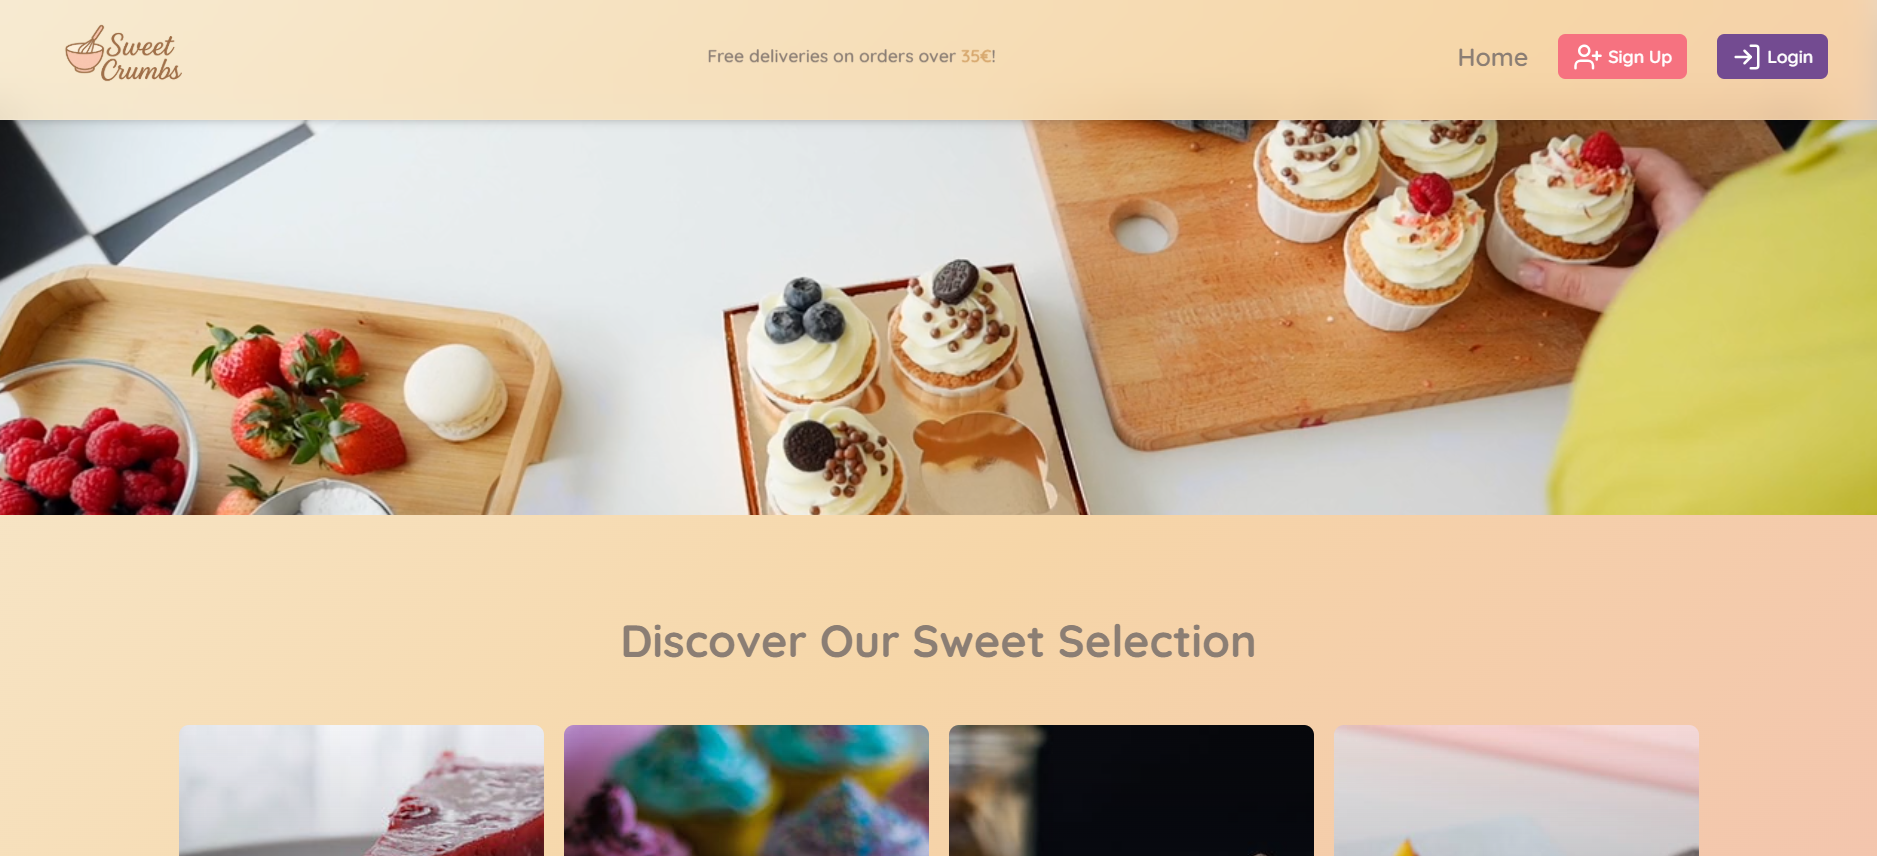 Sweet
Crumbs
Free deliveries on orders over 35€!
Home
Sign Up
Login
Discover Our Sweet Selection